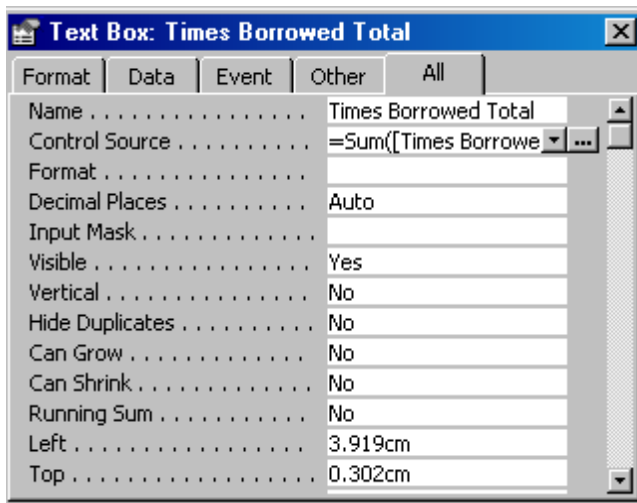 Text Box: Times Borrowed Total
Format Data Event Other All
Name . . . . . . . . . . . . . . . . Times Borrowed Total
Control Source . . . . . . . . . . =Sum([Times Borrowe ...
Format . . . . . . . . . . . . . . .
Decimal Places . . . . . . . . . . Auto
Input Mask . . . . . . . . . . . . .
Visible . . . . . . . . . . . . . . . . Yes
Vertical . . . . . . . . . . . . . . . No
Hide Duplicates . . . . . . . . . . No
Can Grow . . . . . . . . . . . . . No
Can Shrink . . . . . . . . . . . . . No
Running Sum . . . . . . . . . . . No
Left . . . . . . . . . . . . . . . . . . 3.919cm
Top . . . . . . . . . . . . . . . . . . 0.302cm